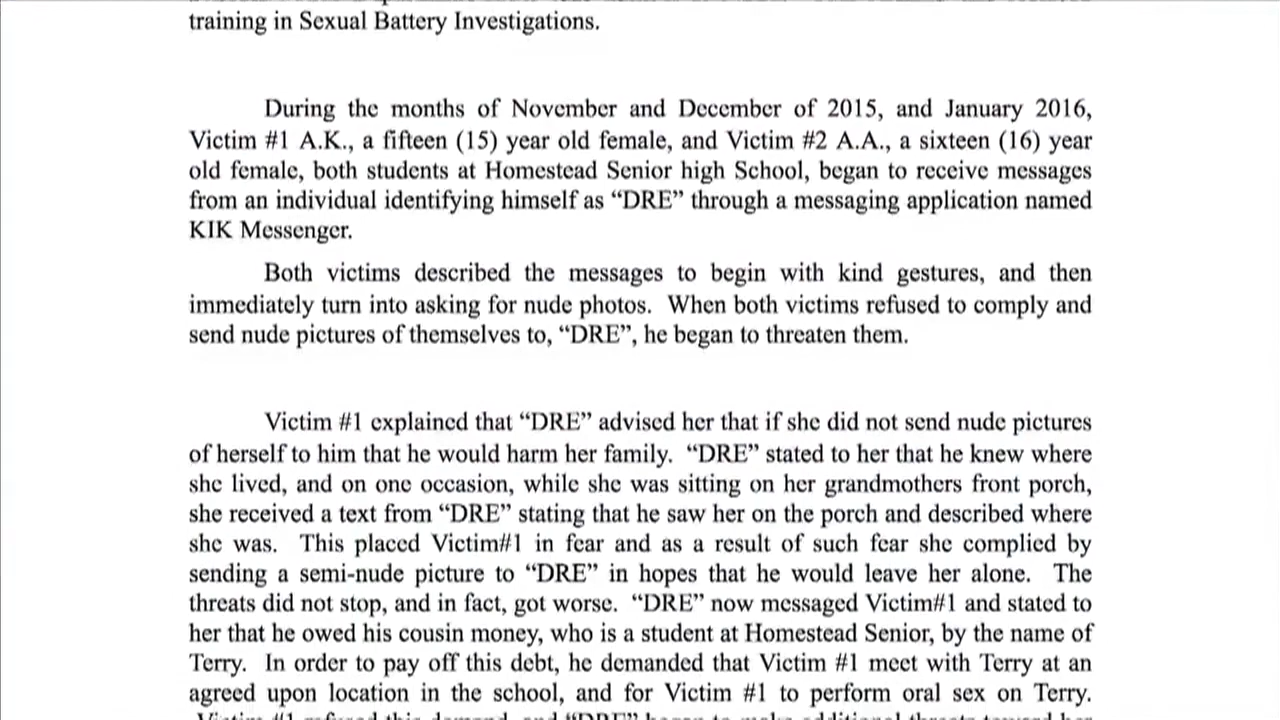 training in Sexual Battery Investigations.
During the months of November and December of 2015, and January 2016,
Victim #1 A.K., a fifteen (15) year old female, and Victim #2 A.A., a sixteen (16) year
old female, both students at Homestead Senior high School, began to receive messages
from an individual identifying himself as “DRE” through a messaging application named
KIK Messenger.
Both victims described the messages to begin with kind gestures, and then
immediately turn into asking for nude photos. When both victims refused to comply and
send nude pictures of themselves to, “DRE”, he began to threaten them.
Victim #1 explained that “DRE” advised her that if she did not send nude pictures
of herself to him that he would harm her family. “DRE” stated to her that he knew where
she lived, and on one occasion, while she was sitting on her grandmothers front porch,
she received a text from “DRE” stating that he saw her on the porch and described where
she was. This placed Victim#1 in fear and as a result of such fear she complied by
sending a semi-nude picture to “DRE” in hopes that he would leave her alone. The
threats did not stop, and in fact, got worse. “DRE” now messaged Victim#1 and stated to
her that he owed his cousin money, who is a student at Homestead Senior, by the name of
Terry. In order to pay off this debt, he demanded that Victim #1 meet with Terry at an
agreed upon location in the school, and for Victim #1 to perform oral sex on Terry.